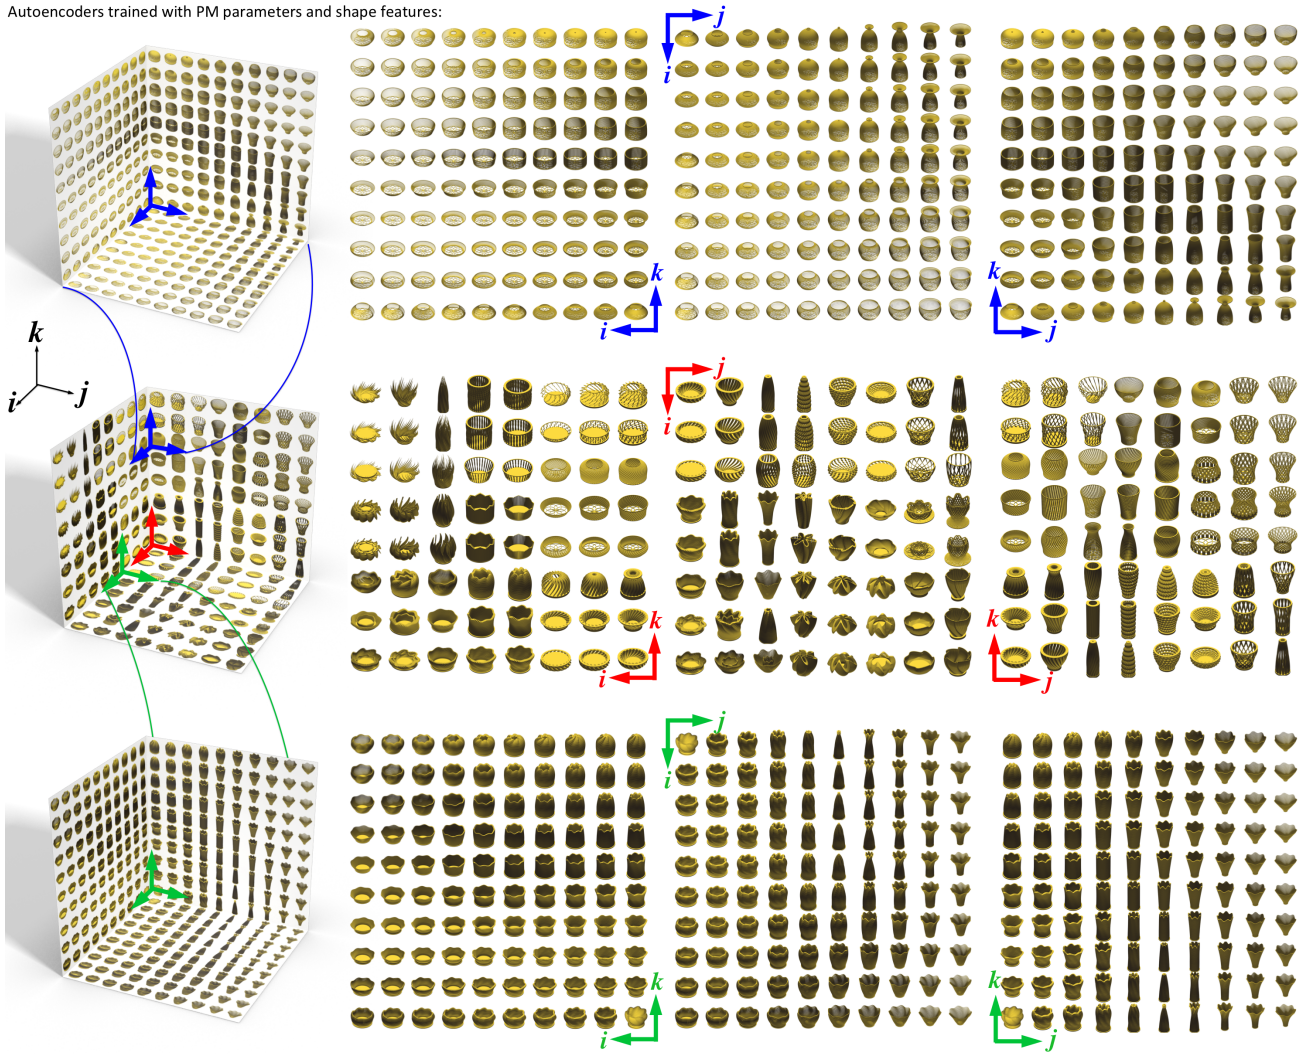 Autoencoders trained with PM parameters and shape features:
j
i
k
i
k
j
k
j
i
j
i
k
i
k
j
j
i
k
i
k
j